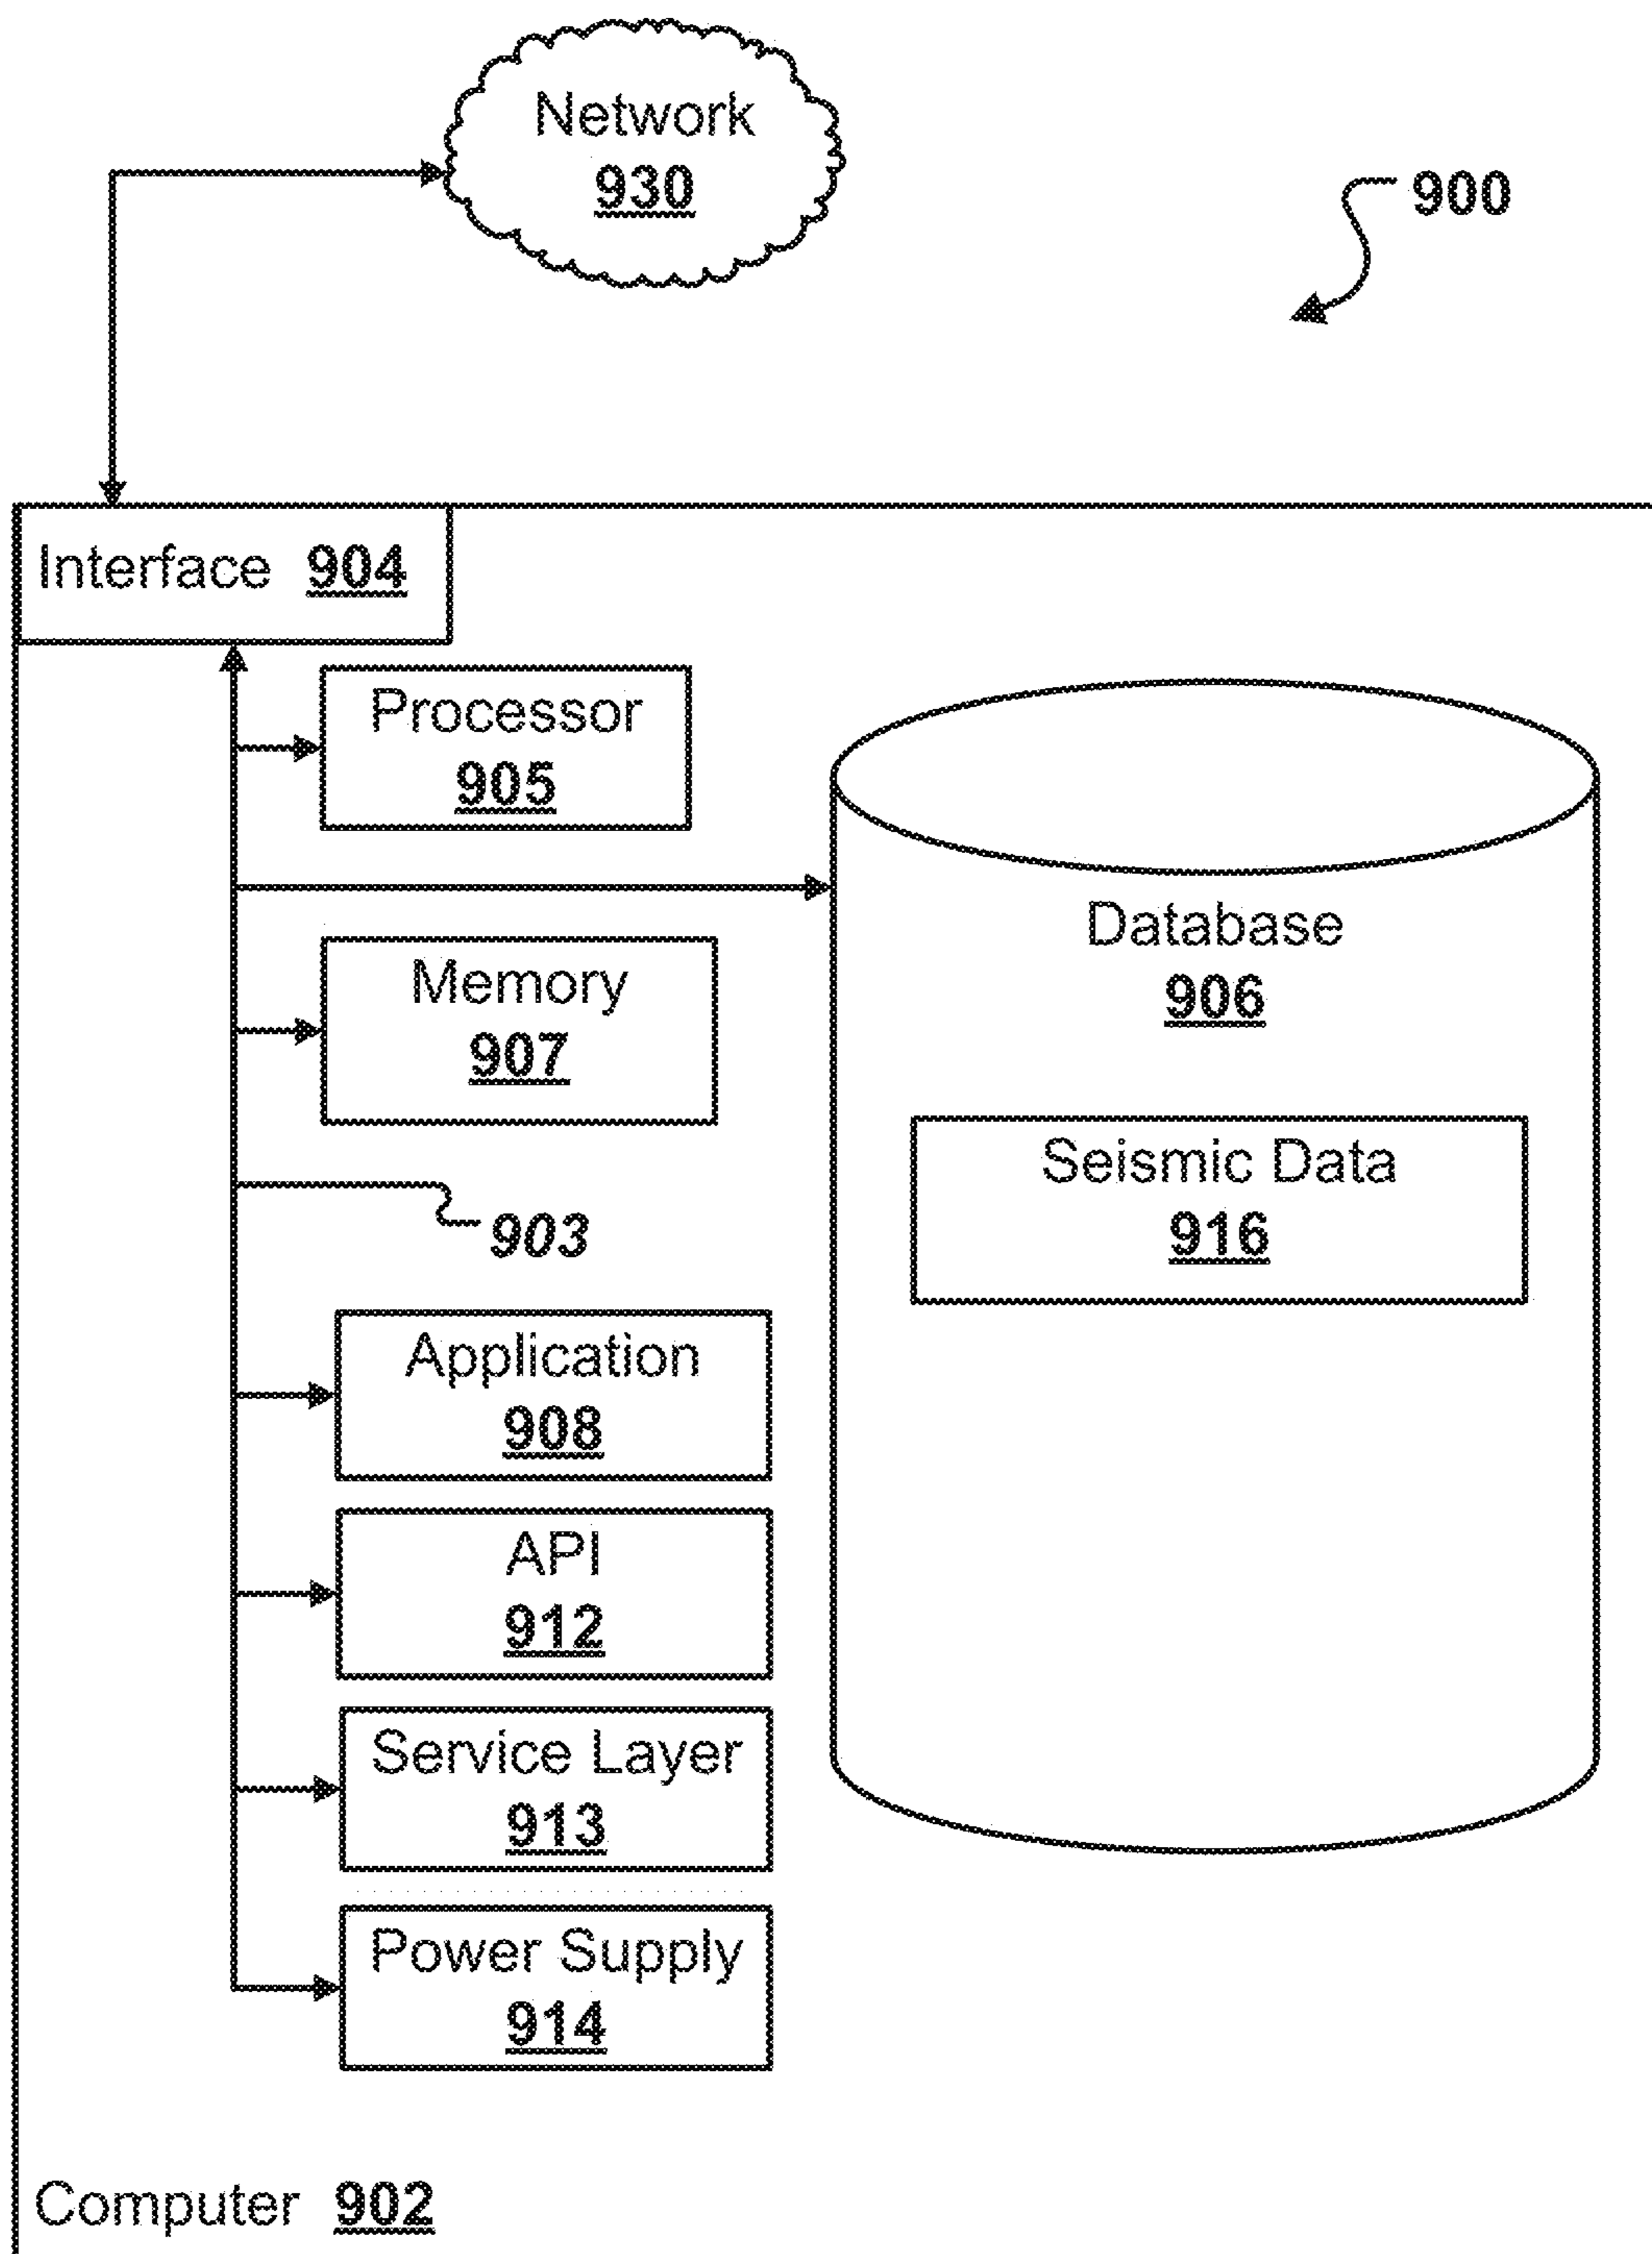 Network
930
900
Interface 904
Processor
905
Database
906
Memory
907
Seismic Data
916
903
Application
908
API
912
Service Layer
913
Power Supply
914
Computer 902